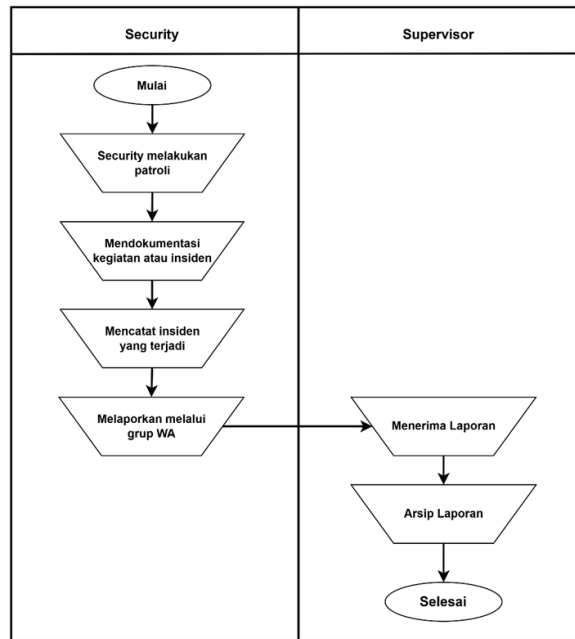 Security
Supervisor
Mulai
Security melakukan
patroli
Mendokumentasi
kegiatan atau insiden
Mencatat insiden
yang terjadi
Melaporkan melalui
grup WA
Menerima Laporan
Arsip Laporan
Selesai